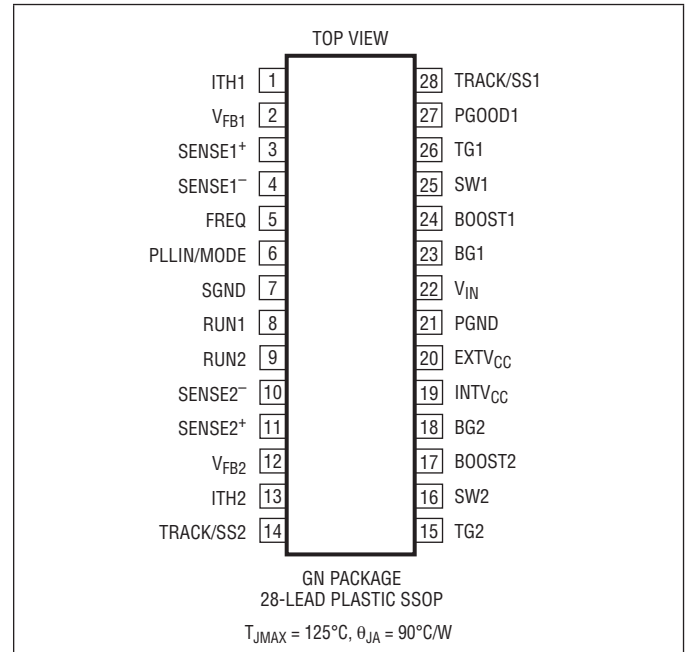 TOP VIEW
ITH1 1
VFB1 2
SENSE1+ 3
SENSE1– 4
FREQ 5
PLLIN/MODE 6
SGND 7
RUN1 8
RUN2 9
SENSE2– 10
SENSE2+ 11
VFB2 12
ITH2 13
TRACK/SS2 14
28 TRACK/SS1
27 PGOOD1
26 TG1
25 SW1
24 BOOST1
23 BG1
22 VIN
21 PGND
20 EXTVCC
19 INTVCC
18 BG2
17 BOOST2
16 SW2
15 TG2
GN PACKAGE
28-LEAD PLASTIC SSOP
TJMAX = 125°C, θJA = 90°C/W